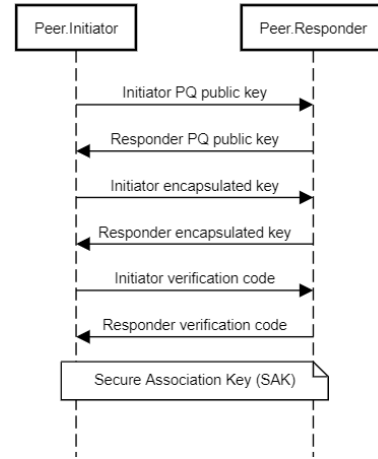 Peer.Initiator
Peer.Responder
Initiator PQ public key
Responder PQ public key
Initiator encapsulated key
Responder encapsulated key
Initiator verification code
Responder verification code
Secure Association Key (SAK)